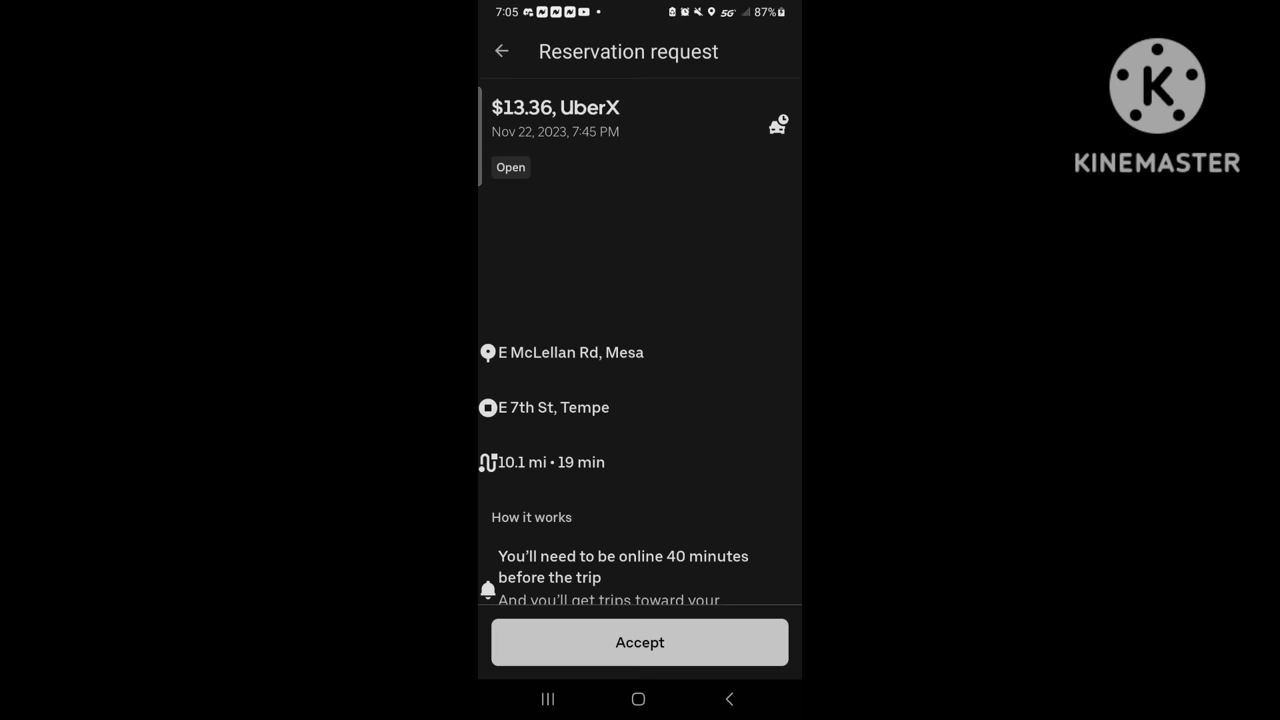 7:05
5G 87%
Reservation request
$13.36, UberX
Nov 22, 2023, 7:45 PM
Open
E McLellan Rd, Mesa
E 7th St, Tempe
10.1 mi • 19 min
How it works
You'll need to be online 40 minutes
before the trip
And you'll get trips toward your
Accept
K
KINEMASTER